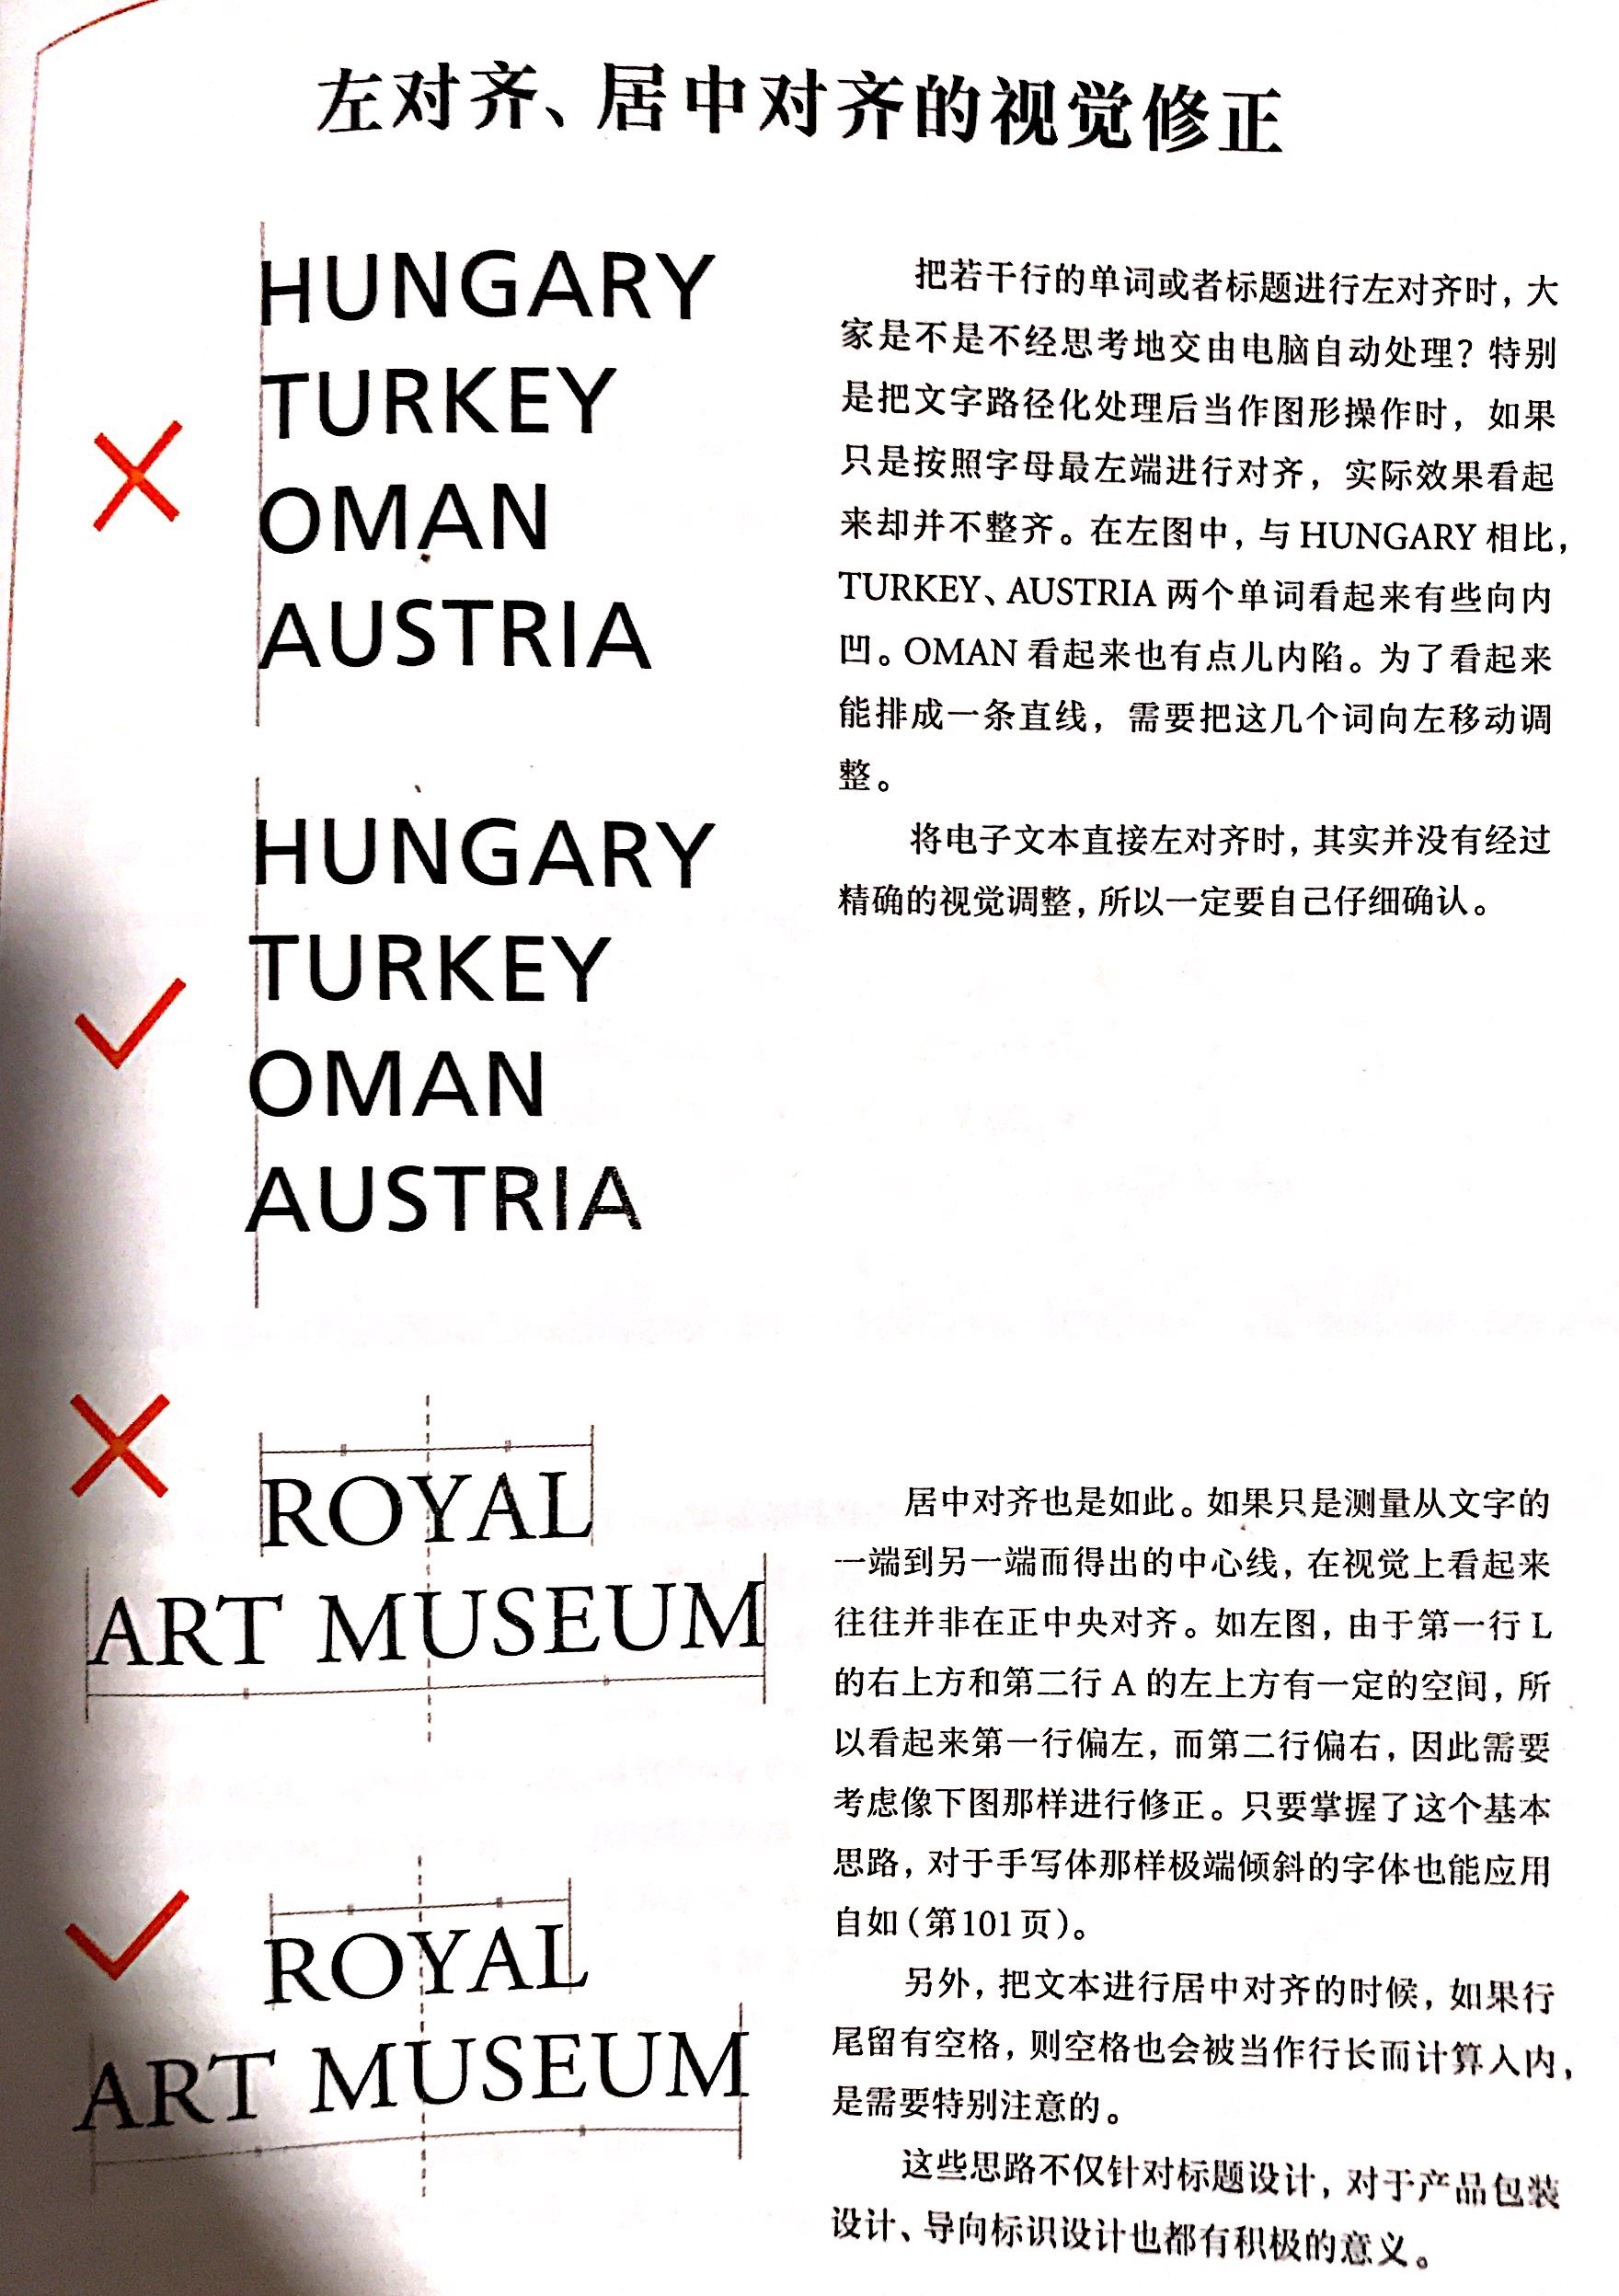 左对齐、居中对齐的视觉修正
HUNGARY
TURKEY
OMAN
AUSTRIA
HUNGARY
TURKEY
OMAN
AUSTRIA
把若干行的单词或者标题进行左对齐时，大
家是不是不经思考地交由电脑自动处理？特别
是把文字路径化处理后当作图形操作时，如果
只是按照字母最左端进行对齐，实际效果看起
来却并不整齐。在左图中，与 HUNGARY 相比，
TURKEY、AUSTRIA 两个单词看起来有些向内
凹。OMAN 看起来也有点儿内陷。为了看起来
能排成一条直线，需要把这几个词向左移动调
整。
将电子文本直接左对齐时，其实并没有经过
精确的视觉调整，所以一定要自己仔细确认。
ROYAL
ART MUSEUM
ROYAL
ART MUSEUM
居中对齐也是如此。如果只是测量从文字的
一端到另一端而得出的中心线，在视觉上看起来
往往并非在正中央对齐。如左图，由于第一行 L
的右上方和第二行 A 的左上方有一定的空间，所
以看起来第一行偏左，而第二行偏右，因此需要
考虑像下图那样进行修正。只要掌握了这个基本
思路，对于手写体那样极端倾斜的字体也能应用
自如（第101页）。
另外，把文本进行居中对齐的时候，如果行
尾留有空格，则空格也会被当作行长而计算入内，
是需要特别注意的。
这些思路不仅针对标题设计，对于产品包装
设计、导向标识设计也都有积极的意义。